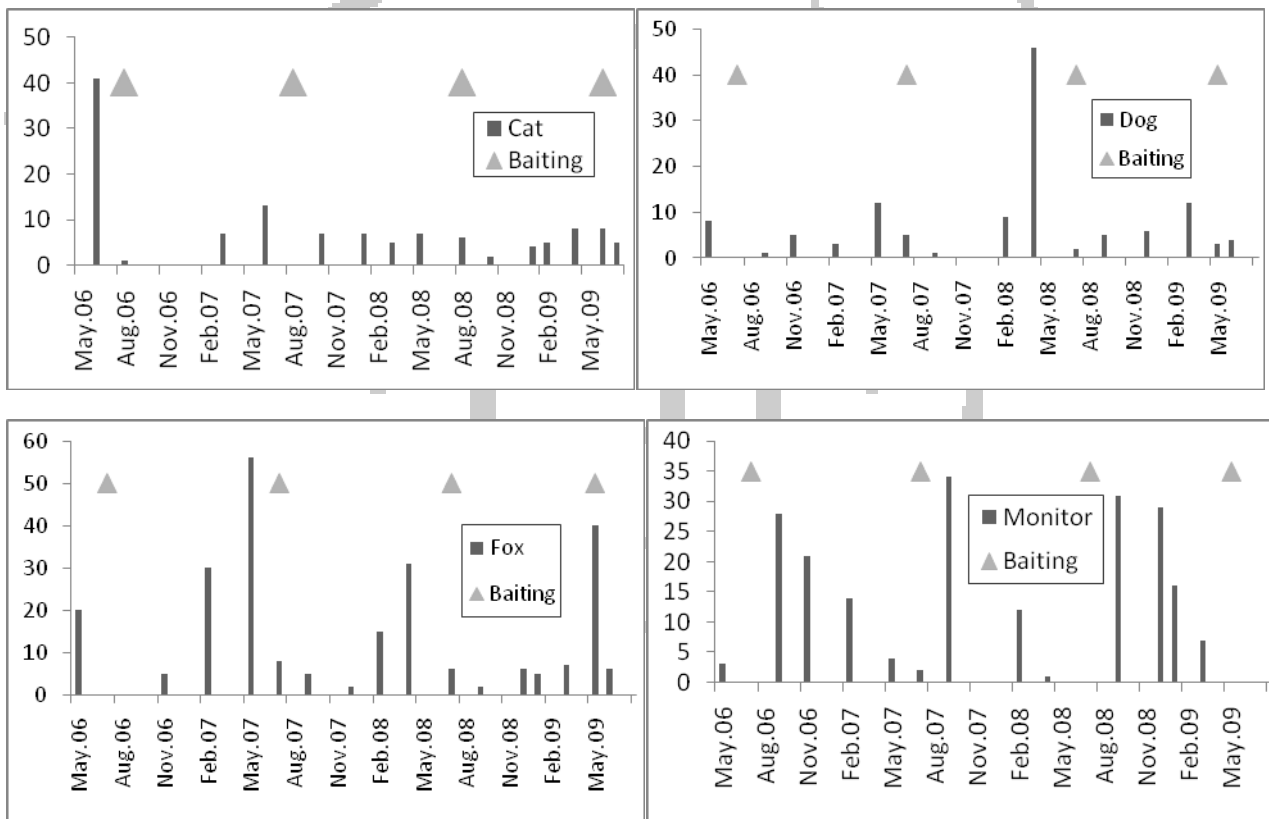 50
40
30
20
10
0
Cat
Baiting
May.06
Aug.06
Nov.06
Feb.07
May.07
Aug.07
Nov.07
Feb.08
May.08
Aug.08
Nov.08
Feb.09
May.09
50
40
30
20
10
0
Dog
Baiting
May.06
Aug.06
Nov.06
Feb.07
May.07
Aug.07
Nov.07
Feb.08
May.08
Aug.08
Nov.08
Feb.09
May.09
60
50
40
30
20
10
0
Fox
Baiting
May.06
Aug.06
Nov.06
Feb.07
May.07
Aug.07
Nov.07
Feb.08
May.08
Aug.08
Nov.08
Feb.09
May.09
40
35
30
25
20
15
10
5
0
Monitor
Baiting
May.06
Aug.06
Nov.06
Feb.07
May.07
Aug.07
Nov.07
Feb.08
May.08
Aug.08
Nov.08
Feb.09
May.09